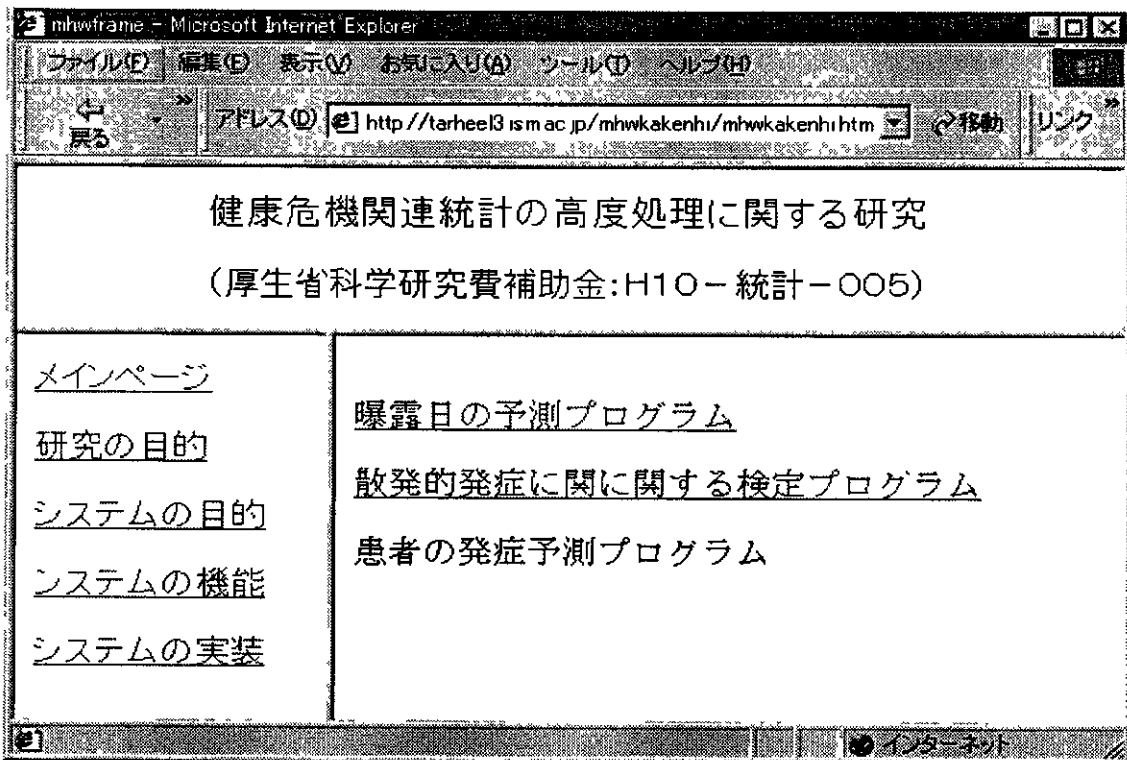 mhwframe - Microsoft Internet Explorer
ファイル(F) 編集(E) 表示(V) お気に入り(A) ツール(T) ヘルプ(H)
戻る » アドレス(D) http://tarheel3.ism.ac.jp/mhwkakenhi/mhwkakenhi.htm 移動 リンク »
健康危機関連統計の高度処理に関する研究
(厚生省科学研究費補助金:H10-統計-005)
メインページ
研究の目的
システムの目的
システムの機能
システムの実装
曝露日の予測プログラム
散発的発症に関に関する検定プログラム
患者の発症予測プログラム
インターネット